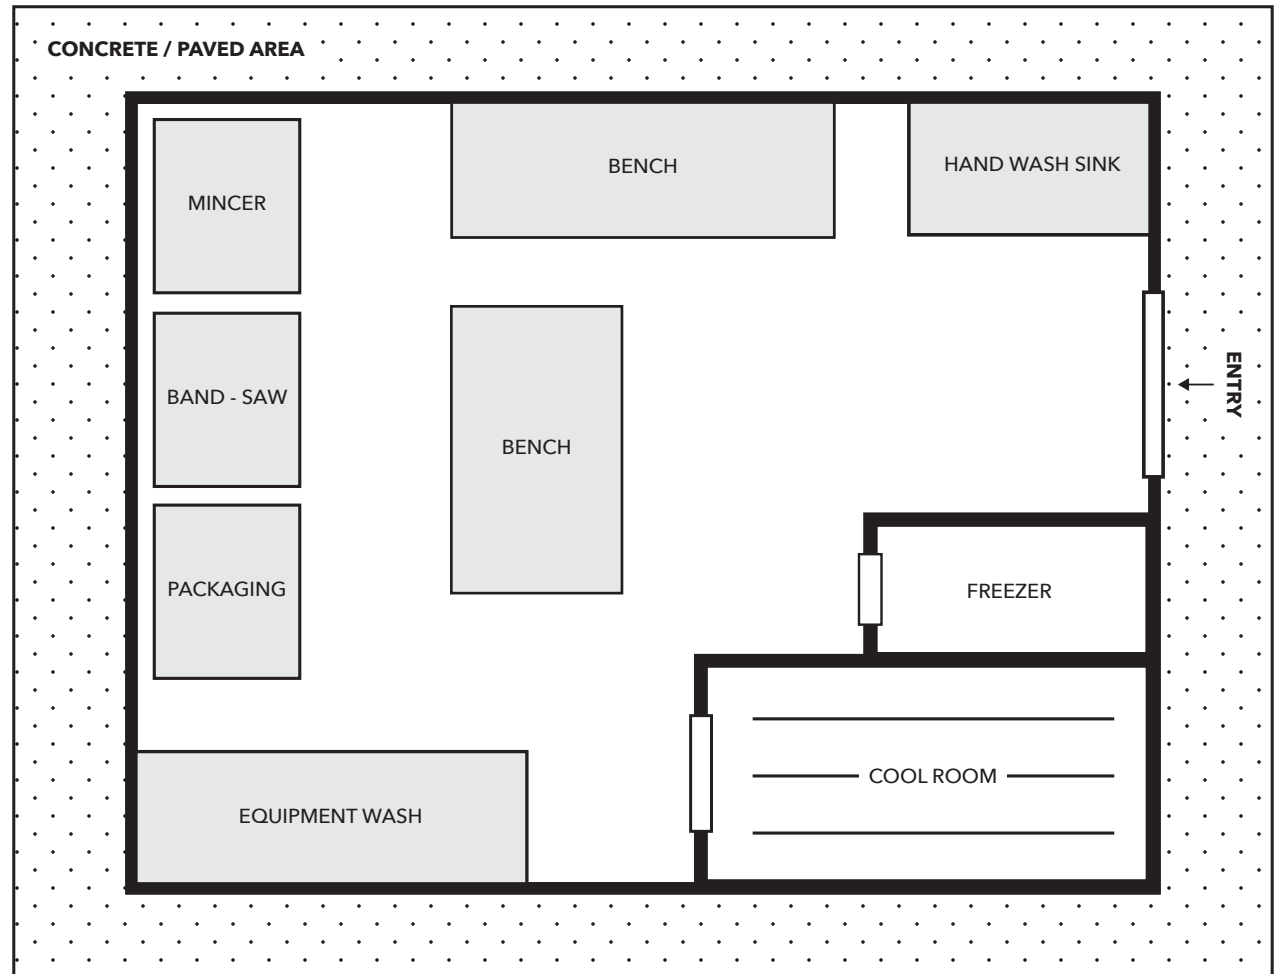 CONCRETE / PAVED AREA
BENCH
HAND WASH SINK
MINCER
ENTRY
BAND - SAW
BENCH
PACKAGING
FREEZER
COOL ROOM
EQUIPMENT WASH